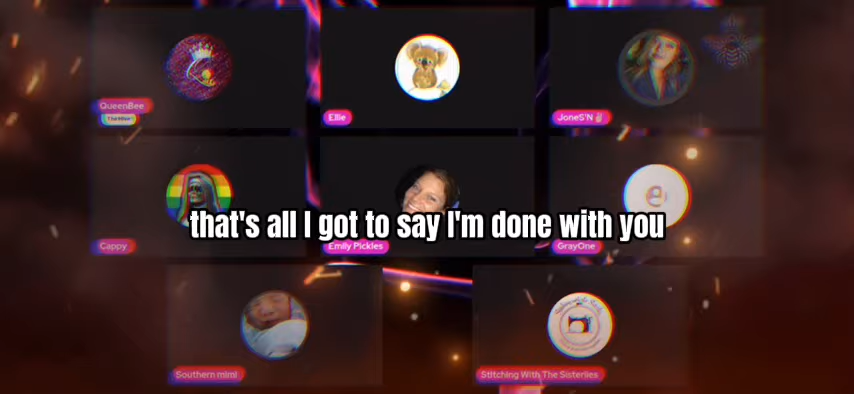 QueenBee
Ellie
JoneS'N ✌
that's all I got to say I'm done with you
Cappy
Emily Pickles
GrayOne
Southern mimi
Stitching With The Sisterlies